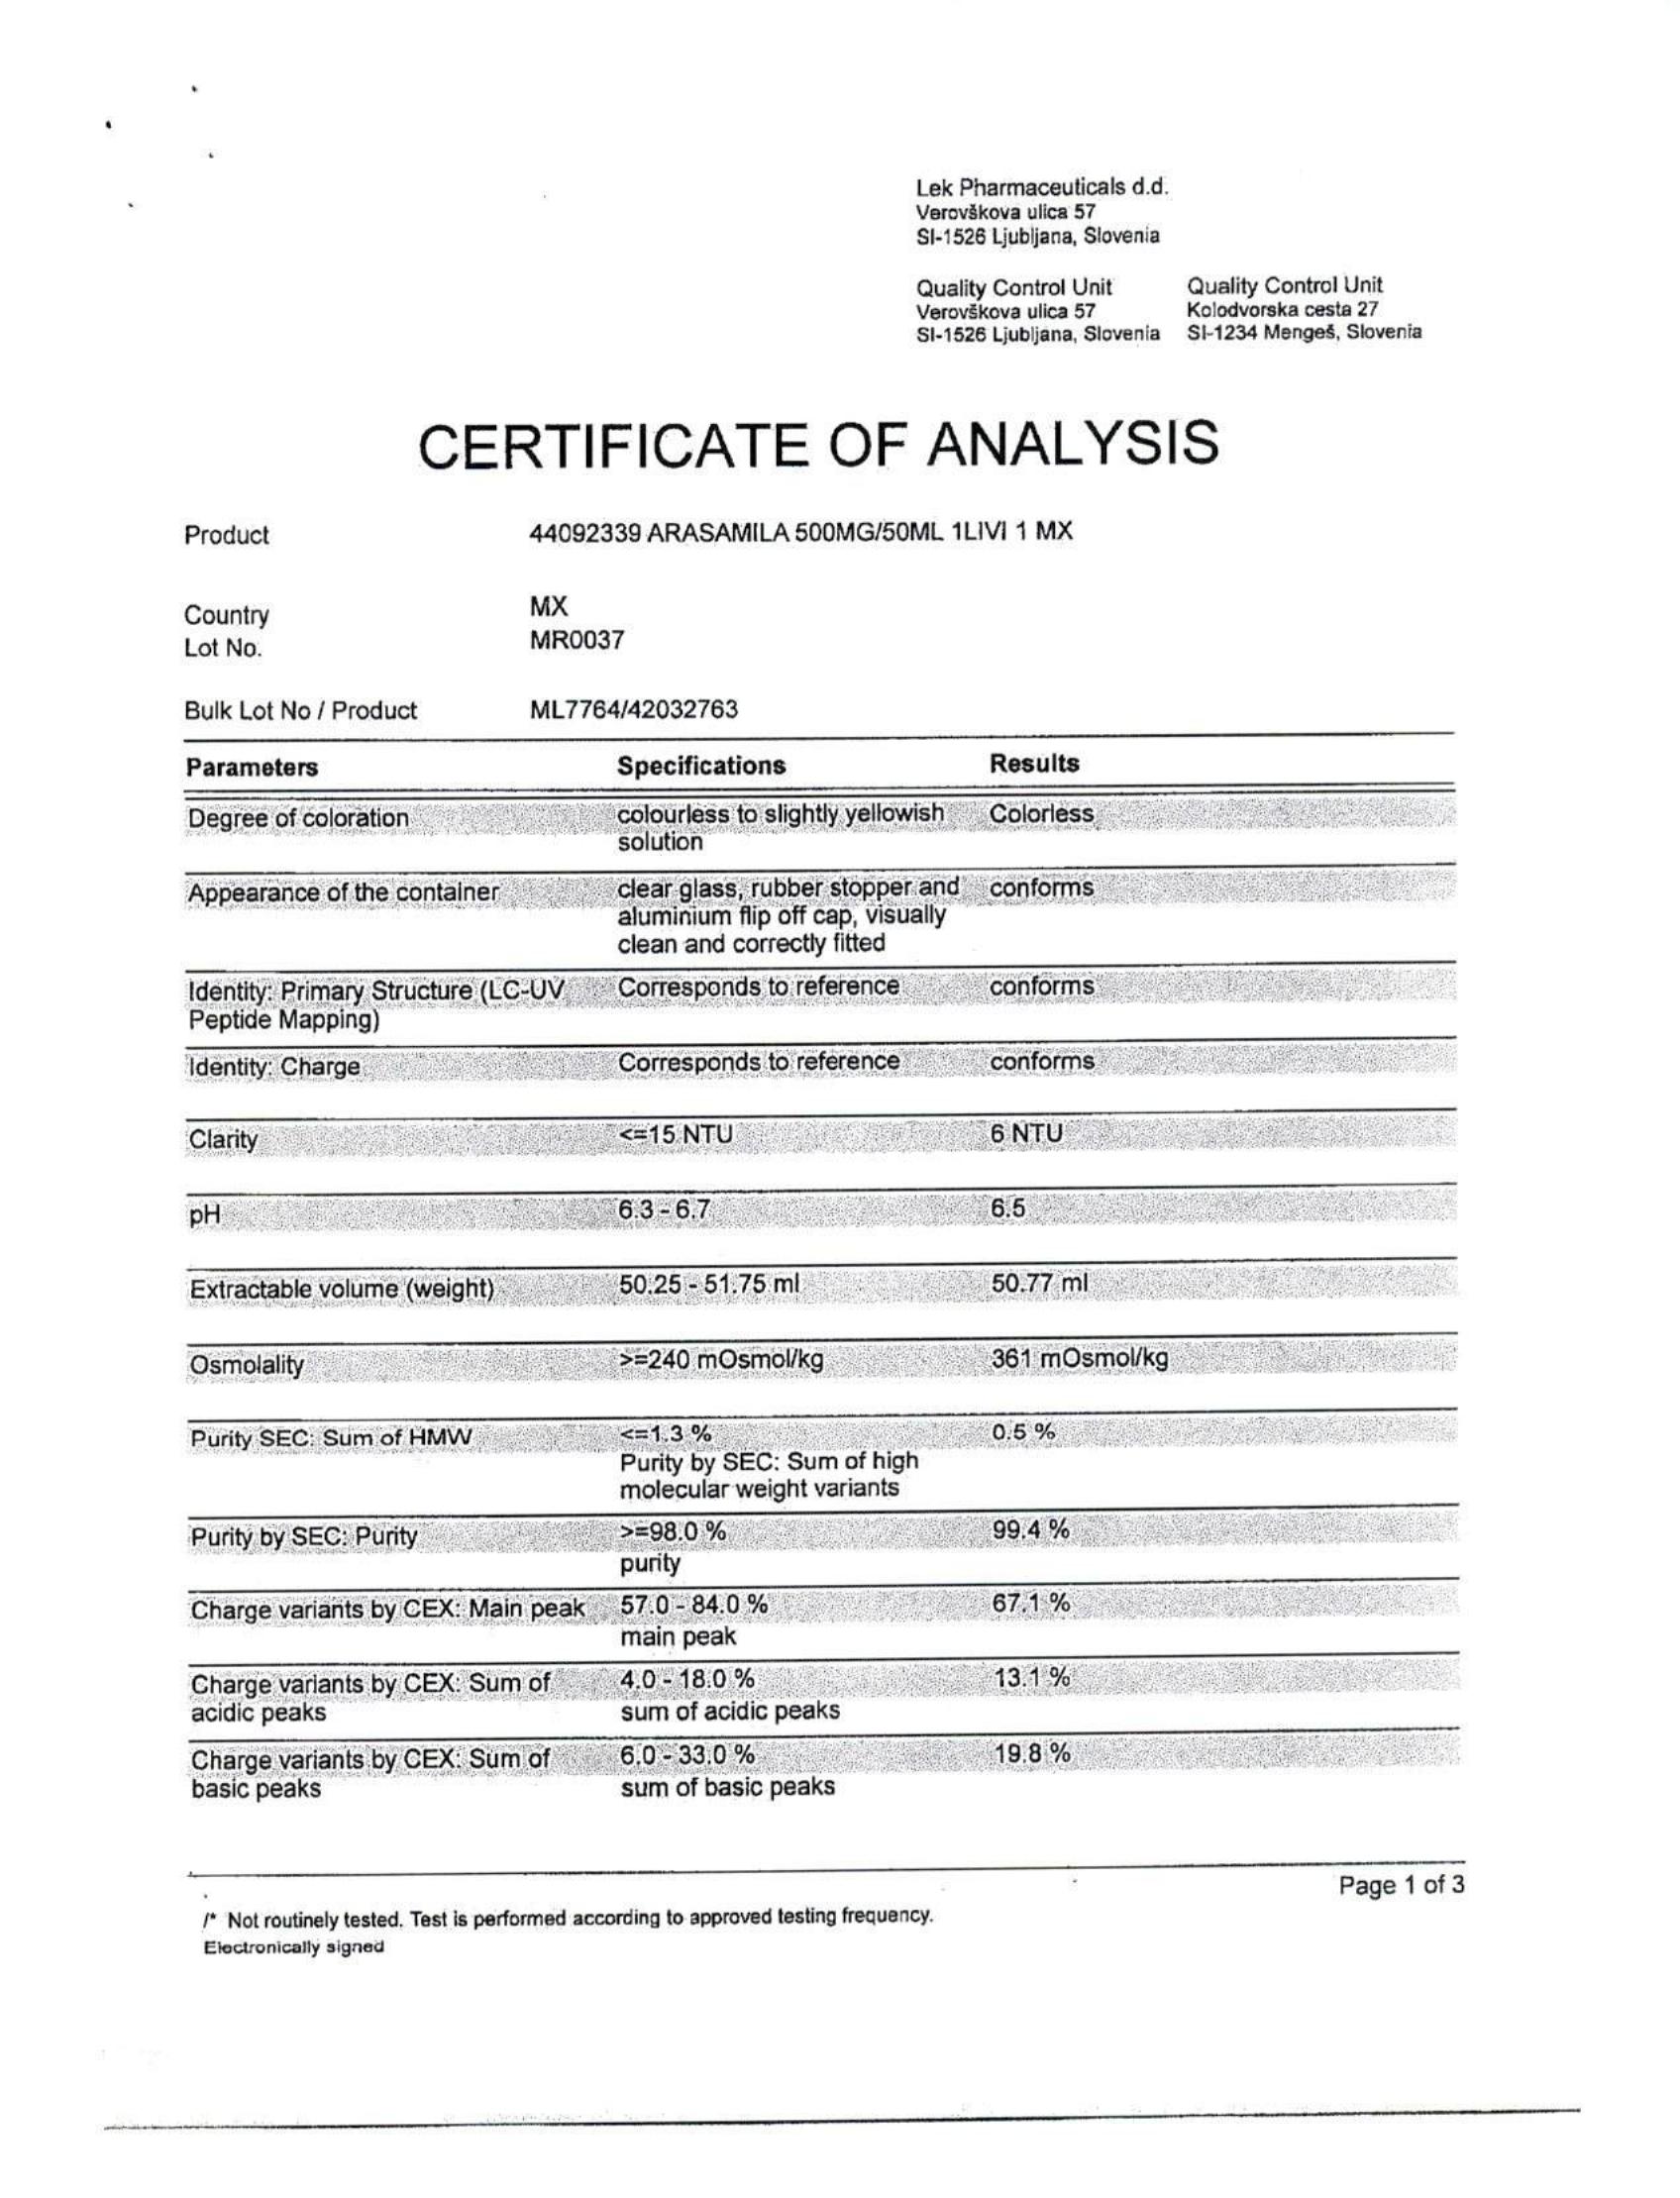 Lek Pharmaceuticals d.d.
Verovškova ulica 57
SI-1526 Ljubljana, Slovenia
Quality Control Unit Quality Control Unit
Verovškova ulica 57 Kolodvorska cesta 27
SI-1526 Ljubljana, Slovenia SI-1234 Mengeš, Slovenia
CERTIFICATE OF ANALYSIS
Product 44092339 ARASAMILA 500MG/50ML 1LIVI 1 MX
Country MX
Lot No. MR0037
Bulk Lot No / Product ML7764/42032763
Parameters Specifications Results
Degree of coloration colourless to slightly yellowish Colorless
solution
Appearance of the container clear glass, rubber stopper and conforms
aluminium flip off cap, visually
clean and correctly fitted
Identity: Primary Structure (LC-UV Corresponds to reference conforms
Peptide Mapping)
Identity: Charge Corresponds to reference conforms
Clarity <=15 NTU 6 NTU
pH 6.3 - 6.7 6.5
Extractable volume (weight) 50.25 - 51.75 ml 50.77 ml
Osmolality >=240 mOsmol/kg 361 mOsmol/kg
Purity SEC: Sum of HMW <=1.3 % 0.5 %
Purity by SEC: Sum of high
molecular weight variants
Purity by SEC: Purity >=98.0 % 99.4 %
purity
Charge variants by CEX: Main peak 57.0 - 84.0 % 67.1 %
main peak
Charge variants by CEX: Sum of 4.0 - 18.0 % 13.1 %
acidic peaks sum of acidic peaks
Charge variants by CEX: Sum of 6.0 - 33.0 % 19.8 %
basic peaks sum of basic peaks
Page 1 of 3
/* Not routinely tested. Test is performed according to approved testing frequency.
Electronically signed